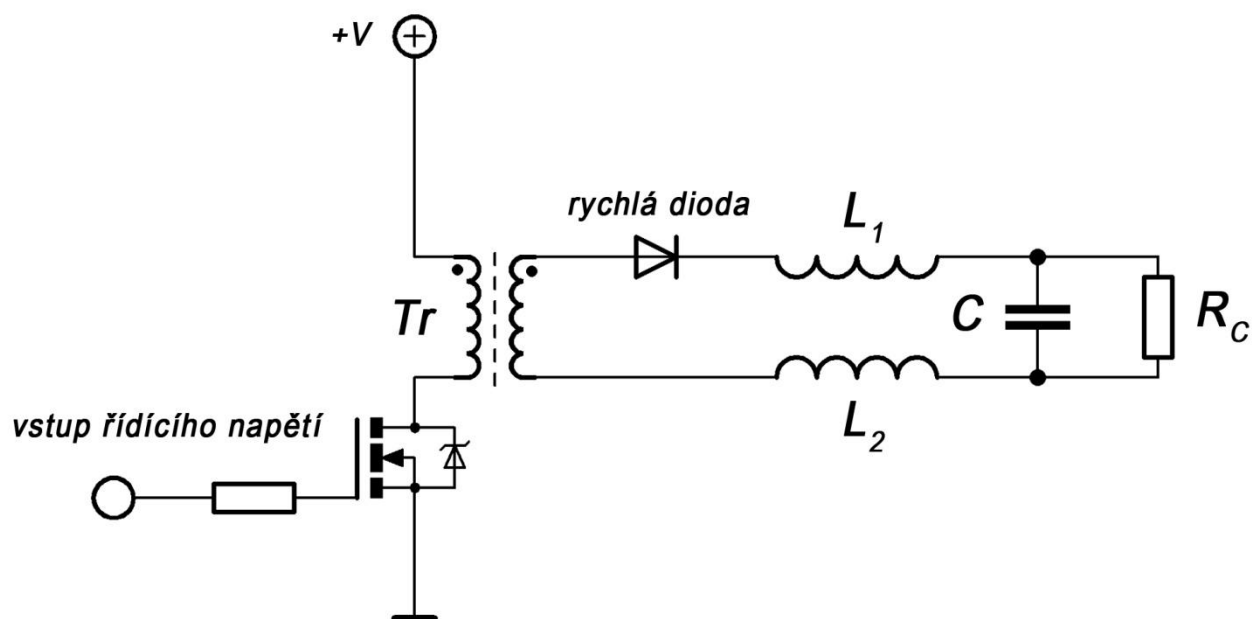 +V
rychlá dioda
L1
Tr
C
RC
vstup řídícího napětí
L2